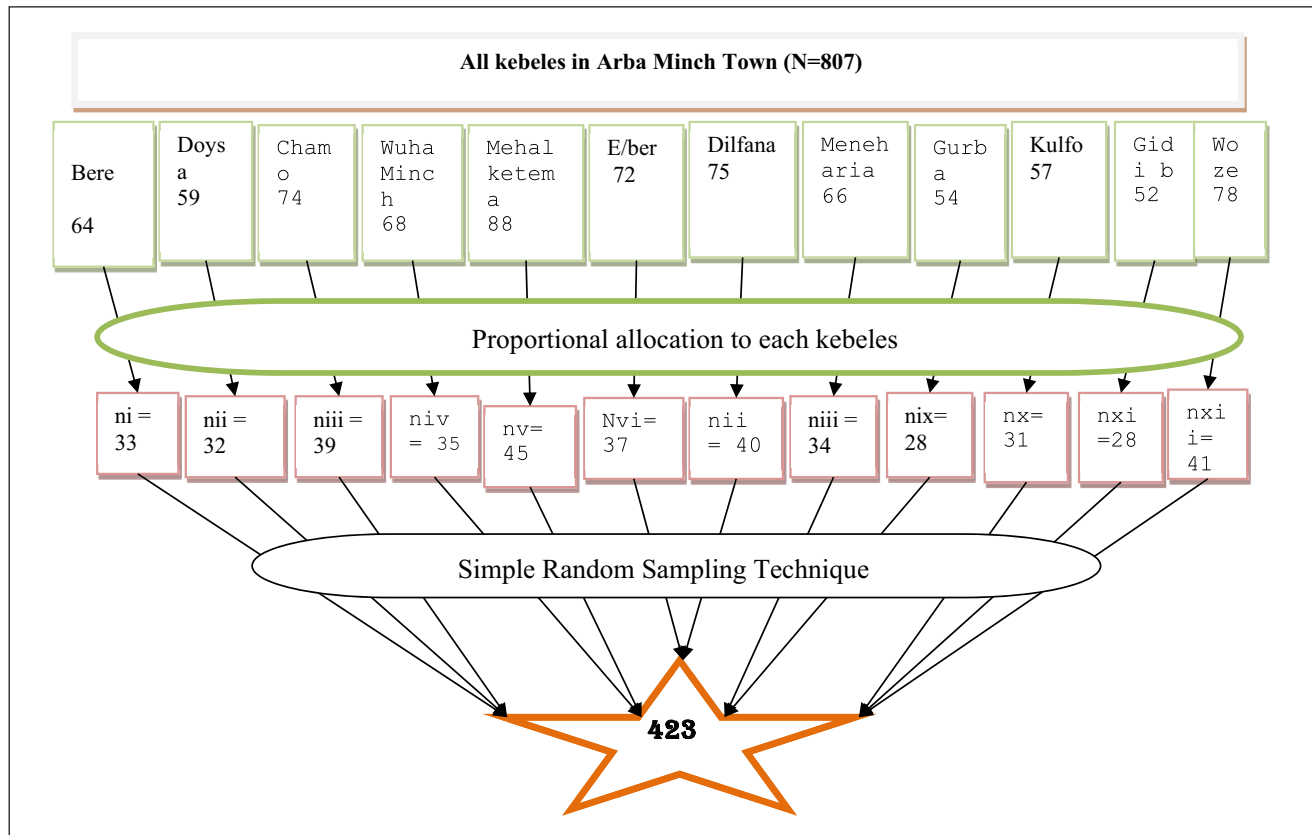 All kebeles in Arba Minch Town (N=807)
Bere
64
Doys
a
59
Cham
o
74
Wuha
Minc
h
68
Mehal
ketem
a
88
E/ber
72
Dilfana
75
Meneh
aria
66
Gurb
a
54
Kulfo
57
Gid
i b
52
Wo
ze
78
Proportional allocation to each kebeles
ni =
33
nii =
32
niii =
39
niv
= 35
nv=
45
Nvi=
37
nii
= 40
niii =
34
nix=
28
nx=
31
nxi
=28
nxi
i=
41
Simple Random Sampling Technique
423